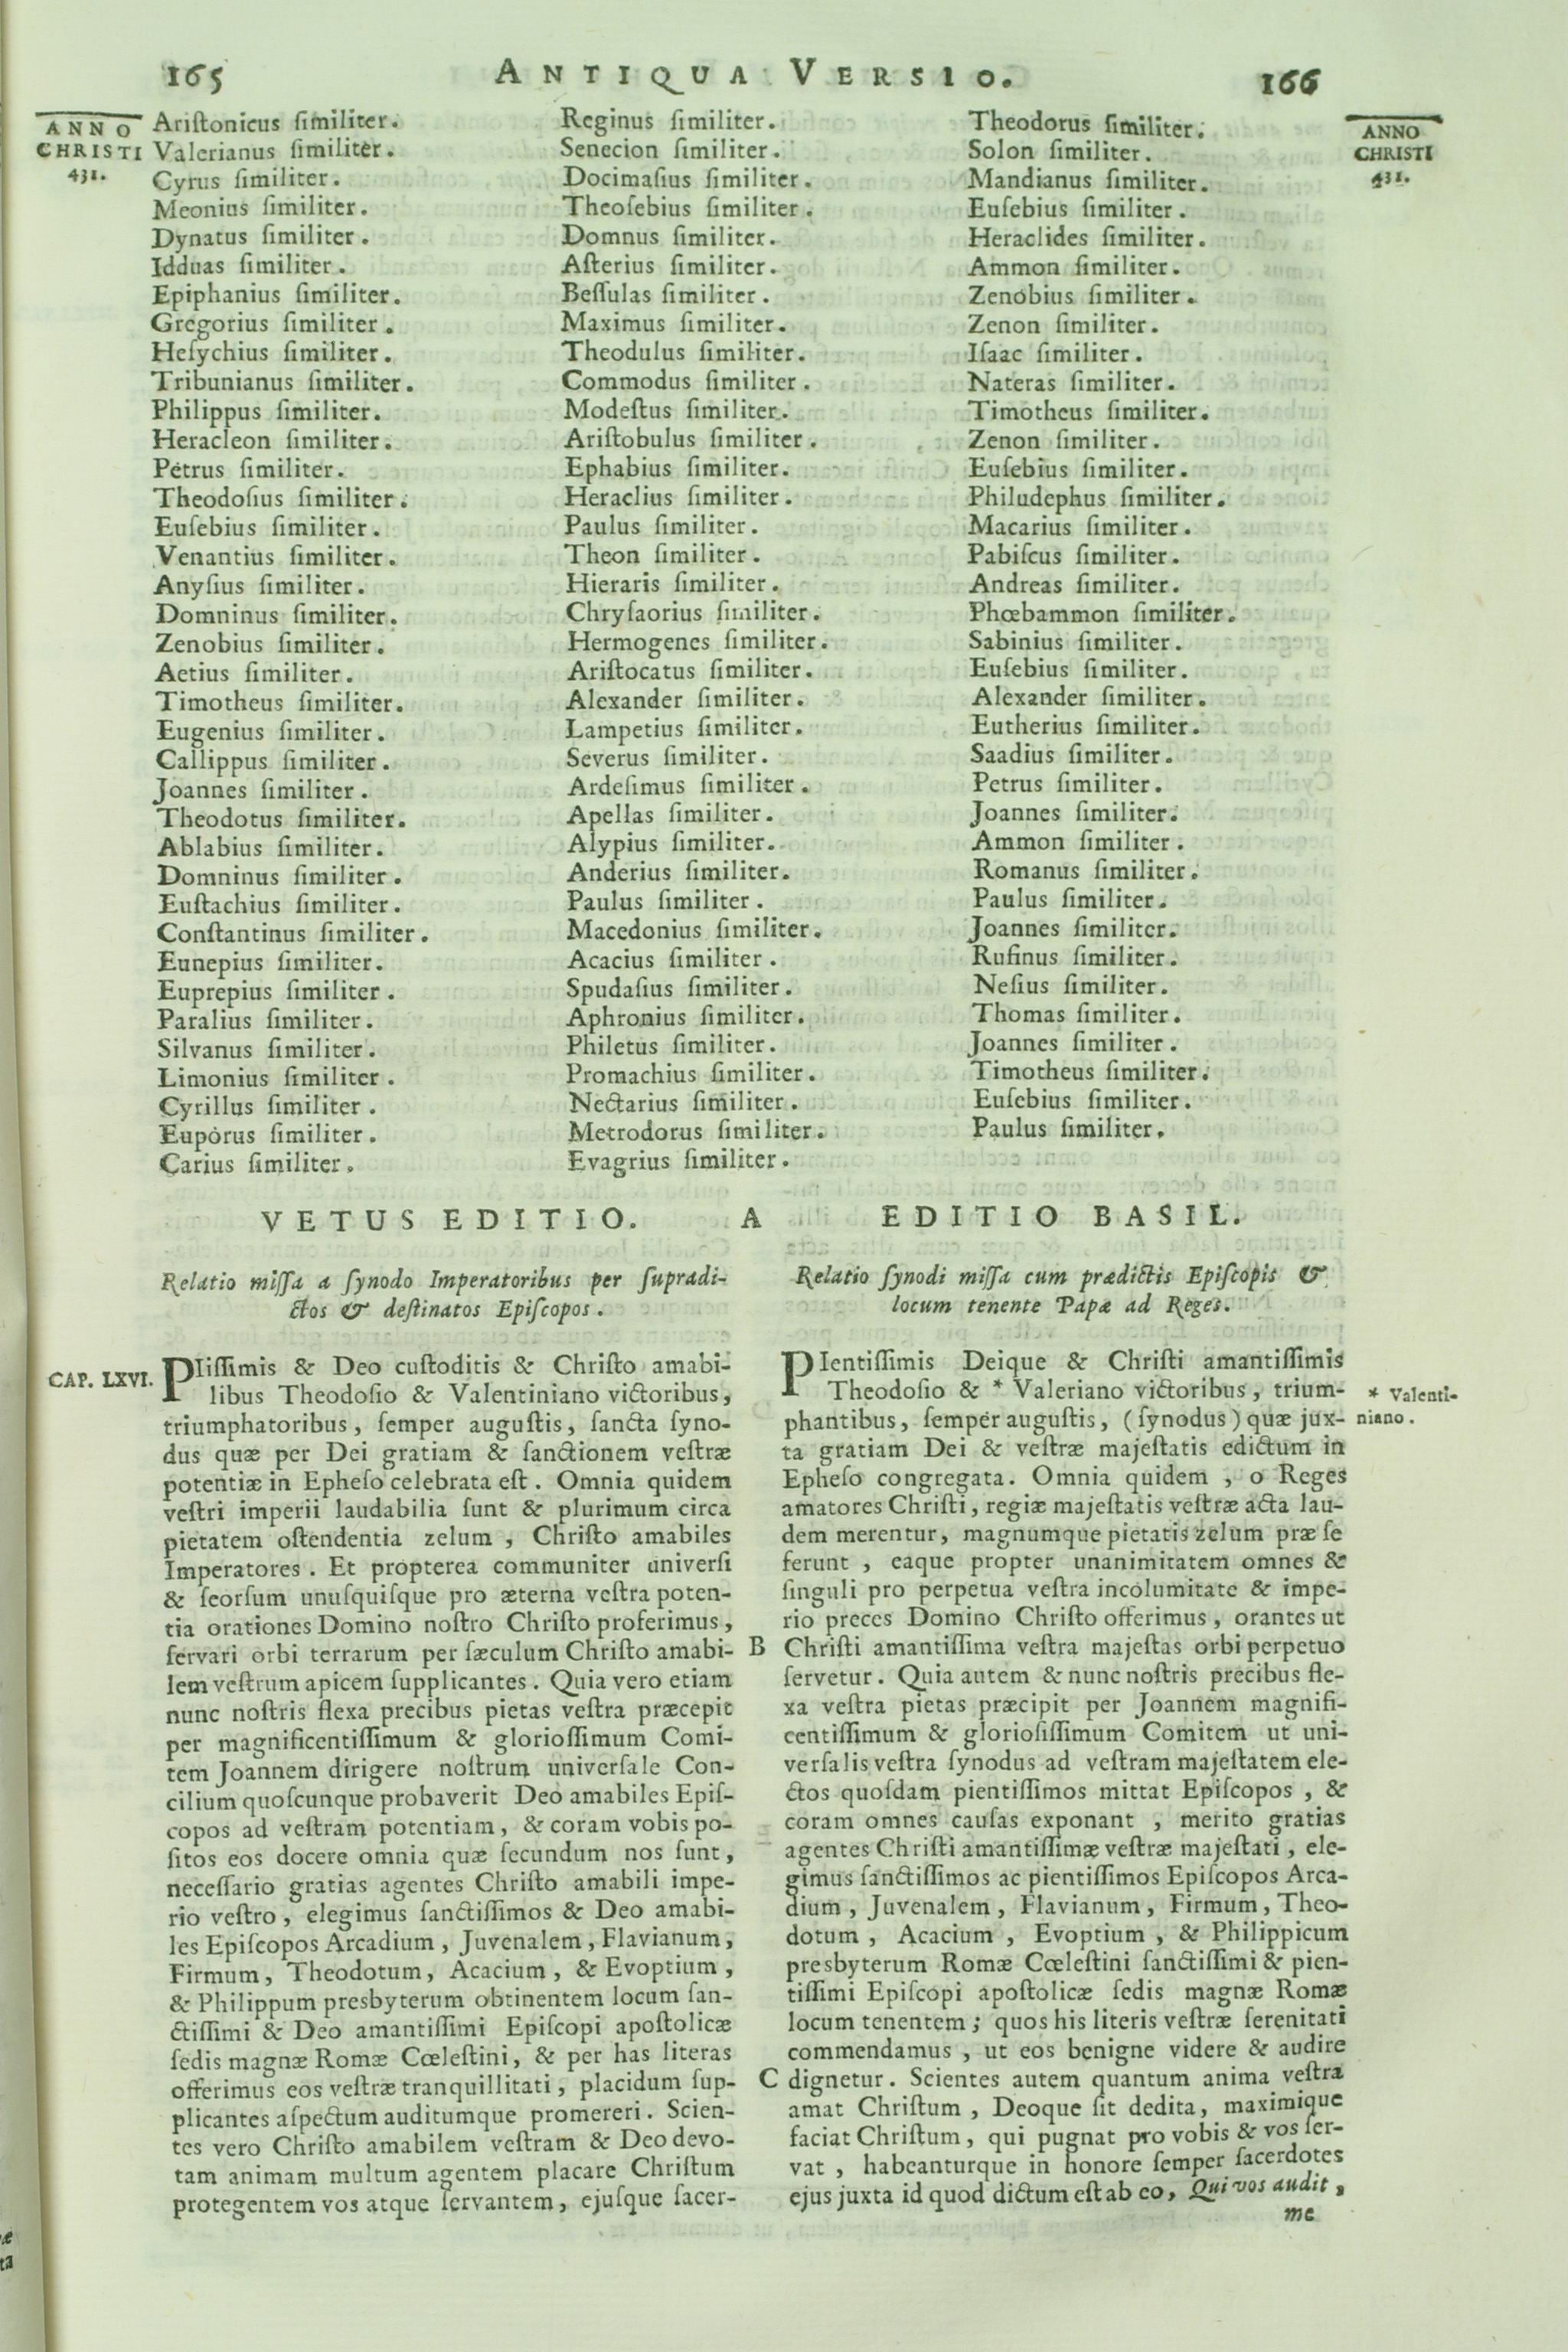 165 ANTIQUA VERSIO. 166
ANNO
CHRISTI
431.
Ariſtonicus ſimiliter.
Valerianus ſimiliter.
Cyrus ſimiliter.
Meonius ſimiliter.
Dynatus ſimiliter.
Idduas ſimiliter.
Epiphanius ſimiliter.
Gregorius ſimiliter.
Heſychius ſimiliter.
Tribunianus ſimiliter.
Philippus ſimiliter.
Heracleon ſimiliter.
Petrus ſimiliter.
Theodoſius ſimiliter.
Euſebius ſimiliter.
Venantius ſimiliter.
Anyſius ſimiliter.
Domninus ſimiliter.
Zenobius ſimiliter.
Aetius ſimiliter.
Timotheus ſimiliter.
Eugenius ſimiliter.
Callippus ſimiliter.
Joannes ſimiliter.
Theodotus ſimiliter.
Ablabius ſimiliter.
Domninus ſimiliter.
Euſtachius ſimiliter.
Conſtantinus ſimiliter.
Eunepius ſimiliter.
Euprepius ſimiliter.
Paralius ſimiliter.
Silvanus ſimiliter.
Limonius ſimiliter.
Cyrillus ſimiliter.
Euporus ſimiliter.
Carius ſimiliter.
Reginus ſimiliter.
Senecion ſimiliter.
Docimaſius ſimiliter.
Theoſebius ſimiliter.
Domnus ſimiliter.
Aſterius ſimiliter.
Beſſulas ſimiliter.
Maximus ſimiliter.
Theodulus ſimiliter.
Commodus ſimiliter.
Modeſtus ſimiliter.
Ariſtobulus ſimiliter.
Ephabius ſimiliter.
Heraclius ſimiliter.
Paulus ſimiliter.
Theon ſimiliter.
Hieraris ſimiliter.
Chryſaorius ſimiliter.
Hermogenes ſimiliter.
Ariſtocatus ſimiliter.
Alexander ſimiliter.
Lampetius ſimiliter.
Severus ſimiliter.
Ardeſimus ſimiliter.
Apellas ſimiliter.
Alypius ſimiliter.
Anderius ſimiliter.
Paulus ſimiliter.
Macedonius ſimiliter.
Acacius ſimiliter.
Spudaſius ſimiliter.
Aphronius ſimiliter.
Philetus ſimiliter.
Promachius ſimiliter.
Nectarius ſimiliter.
Metrodorus ſimiliter.
Evagrius ſimiliter.
Theodorus ſimiliter.
Solon ſimiliter.
Mandianus ſimiliter.
Euſebius ſimiliter.
Heraclides ſimiliter.
Ammon ſimiliter.
Zenobius ſimiliter.
Zenon ſimiliter.
Iſaac ſimiliter.
Nateras ſimiliter.
Timotheus ſimiliter.
Zenon ſimiliter.
Euſebius ſimiliter.
Philudephus ſimiliter.
Macarius ſimiliter.
Pabiſcus ſimiliter.
Andreas ſimiliter.
Phœbammon ſimiliter.
Sabinius ſimiliter.
Euſebius ſimiliter.
Alexander ſimiliter.
Eutherius ſimiliter.
Saadius ſimiliter.
Petrus ſimiliter.
Joannes ſimiliter.
Ammon ſimiliter.
Romanus ſimiliter.
Paulus ſimiliter.
Joannes ſimiliter.
Rufinus ſimiliter.
Neſius ſimiliter.
Thomas ſimiliter.
Joannes ſimiliter.
Timotheus ſimiliter.
Euſebius ſimiliter.
Paulus ſimiliter.
ANNO
CHRISTI
431.
VETUS EDITIO.
Relatio miſſa a ſynodo Imperatoribus per ſupradi-
ctos & deſtinatos Epiſcopos.
CAP. LXVI.
PIiſſimis & Deo cuſtoditis & Chriſto amabi-
libus Theodoſio & Valentiniano victoribus,
triumphatoribus, ſemper auguſtis, ſancta ſyno-
dus quæ per Dei gratiam & ſanctionem veſtræ
potentiæ in Epheſo celebrata eſt. Omnia quidem
veſtri imperii laudabilia ſunt & plurimum circa
pietatem oſtendentia zelum, Chriſto amabiles
Imperatores. Et propterea communiter univerſi
& ſeorſum unuſquiſque pro æterna veſtra poten-
tia orationes Domino noſtro Chriſto proferimus,
ſervari orbi terrarum per ſæculum Chriſto amabi-
lem veſtrum apicem ſupplicantes. Quia vero etiam
nunc noſtris flexa precibus pietas veſtra præcepit
per magnificentiſſimum & glorioſſimum Comi-
tem Joannem dirigere noſtrum univerſale Con-
cilium quoſcunque probaverit Deo amabiles Epiſ-
copos ad veſtram potentiam, & coram vobis po-
ſitos eos docere omnia quæ ſecundum nos ſunt,
neceſſario gratias agentes Chriſto amabili impe-
rio veſtro, elegimus ſanctiſſimos & Deo amabi-
les Epiſcopos Arcadium, Juvenalem, Flavianum,
Firmum, Theodotum, Acacium, & Evoptium,
& Philippum presbyterum obtinentem locum ſan-
ctiſſimi & Deo amantiſſimi Epiſcopi apoſtolicæ
ſedis magnæ Romæ Cœleſtini, & per has literas
offerimus eos veſtræ tranquillitati, placidum ſup-
plicantes aſpectum auditumque promereri. Scien-
tes vero Chriſto amabilem veſtram & Deo devo-
tam animam multum agentem placare Chriſtum
protegentem vos atque ſervantem, ejuſque ſacer-
A
B
C
EDITIO BASIL.
Relatio ſynodi miſſa cum prædictis Epiſcopis &
locum tenente Papæ ad Reges.
PIentiſſimis Deique & Chriſti amantiſſimis
Theodoſio & * Valeriano victoribus, trium-
phantibus, ſemper auguſtis, (ſynodus) quæ jux-
ta gratiam Dei & veſtræ majeſtatis edictum in
Epheſo congregata. Omnia quidem, o Reges
amatores Chriſti, regiæ majeſtatis veſtræ acta lau-
dem merentur, magnumque pietatis zelum præ ſe
ferunt, eaque propter unanimitatem omnes &
ſinguli pro perpetua veſtra incolumitate & impe-
rio preces Domino Chriſto offerimus, orantes ut
Chriſti amantiſſima veſtra majeſtas orbi perpetuo
ſervetur. Quia autem & nunc noſtris precibus fle-
xa veſtra pietas præcipit per Joannem magnifi-
centiſſimum & glorioſiſſimum Comitem ut uni-
verſalis veſtra ſynodus ad veſtram majeſtatem ele-
ctos quoſdam pientiſſimos mittat Epiſcopos, &
coram omnes cauſas exponant, merito gratias
agentes Chriſti amantiſſimæ veſtræ majeſtati, ele-
gimus ſanctiſſimos ac pientiſſimos Epiſcopos Arca-
dium, Juvenalem, Flavianum, Firmum, Theo-
dotum, Acacium, Evoptium, & Philippicum
presbyterum Romæ Cœleſtini ſanctiſſimi & pien-
tiſſimi Epiſcopi apoſtolicæ ſedis magnæ Romæ
locum tenentem; quos his literis veſtræ ſerenitati
commendamus, ut eos benigne videre & audire
dignetur. Scientes autem quantum anima veſtra
amat Chriſtum, Deoque ſit dedita, maximique
faciat Chriſtum, qui pugnat pro vobis & vos ſer-
vat, habeanturque in honore ſemper ſacerdotes
ejus juxta id quod dictum eſt ab eo, Qui vos audit,
me
* Valenti-
niano.